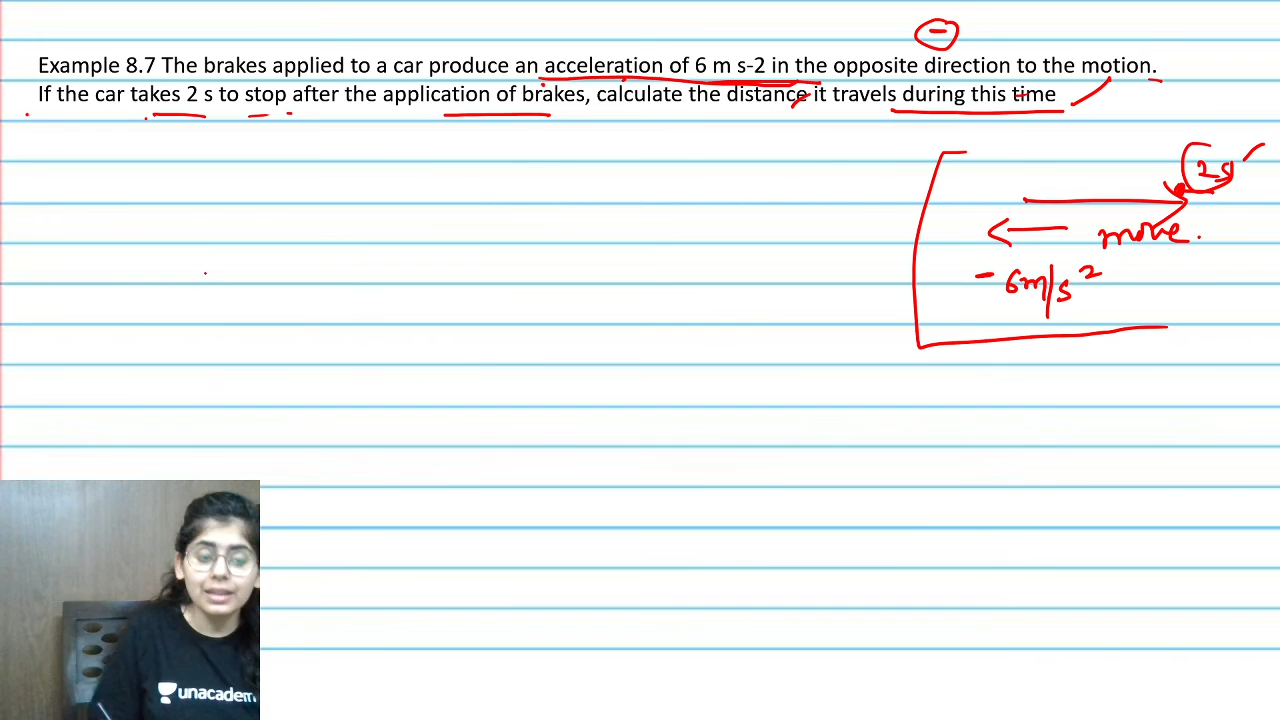 Example 8.7 The brakes applied to a car produce an acceleration of 6 m s-2 in the opposite direction to the motion.
If the car takes 2 s to stop after the application of brakes, calculate the distance it travels during this time
2s
move.
- 6m/s²
unacadem